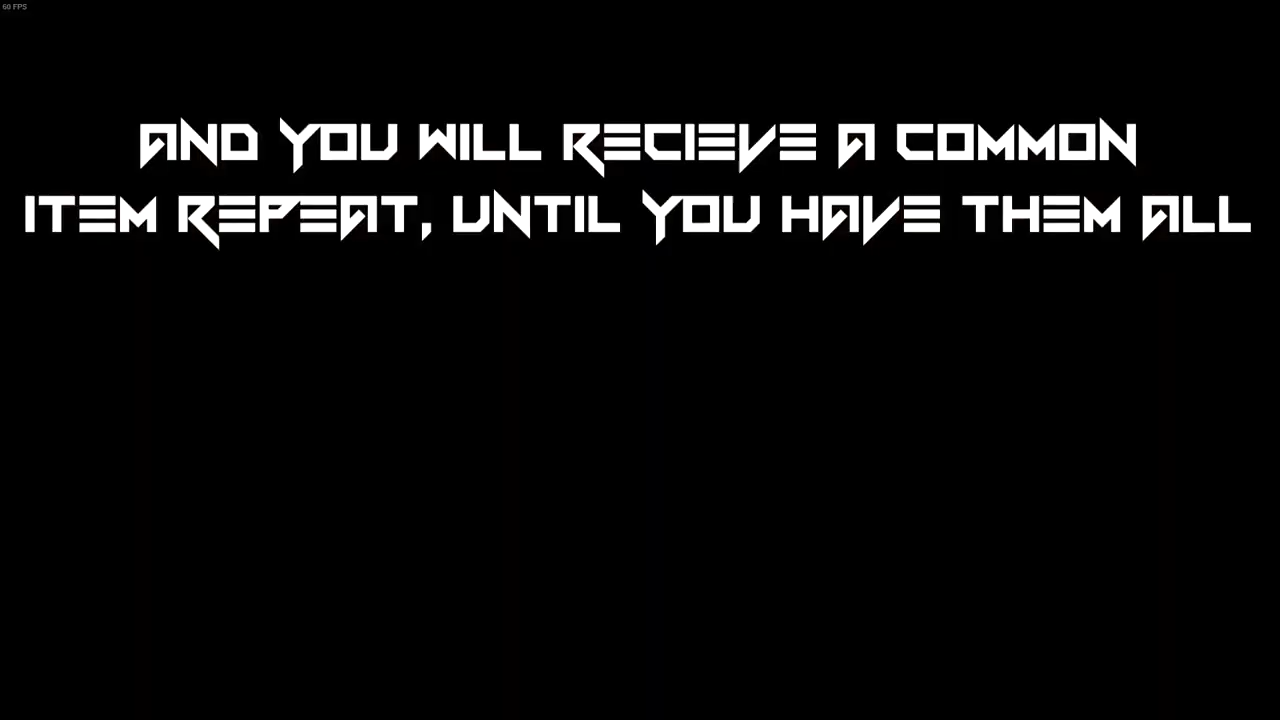 60 FPS
AND YOU WILL RECIEVE A COMMON
ITEM REPEAT, UNTIL YOU HAVE THEM ALL